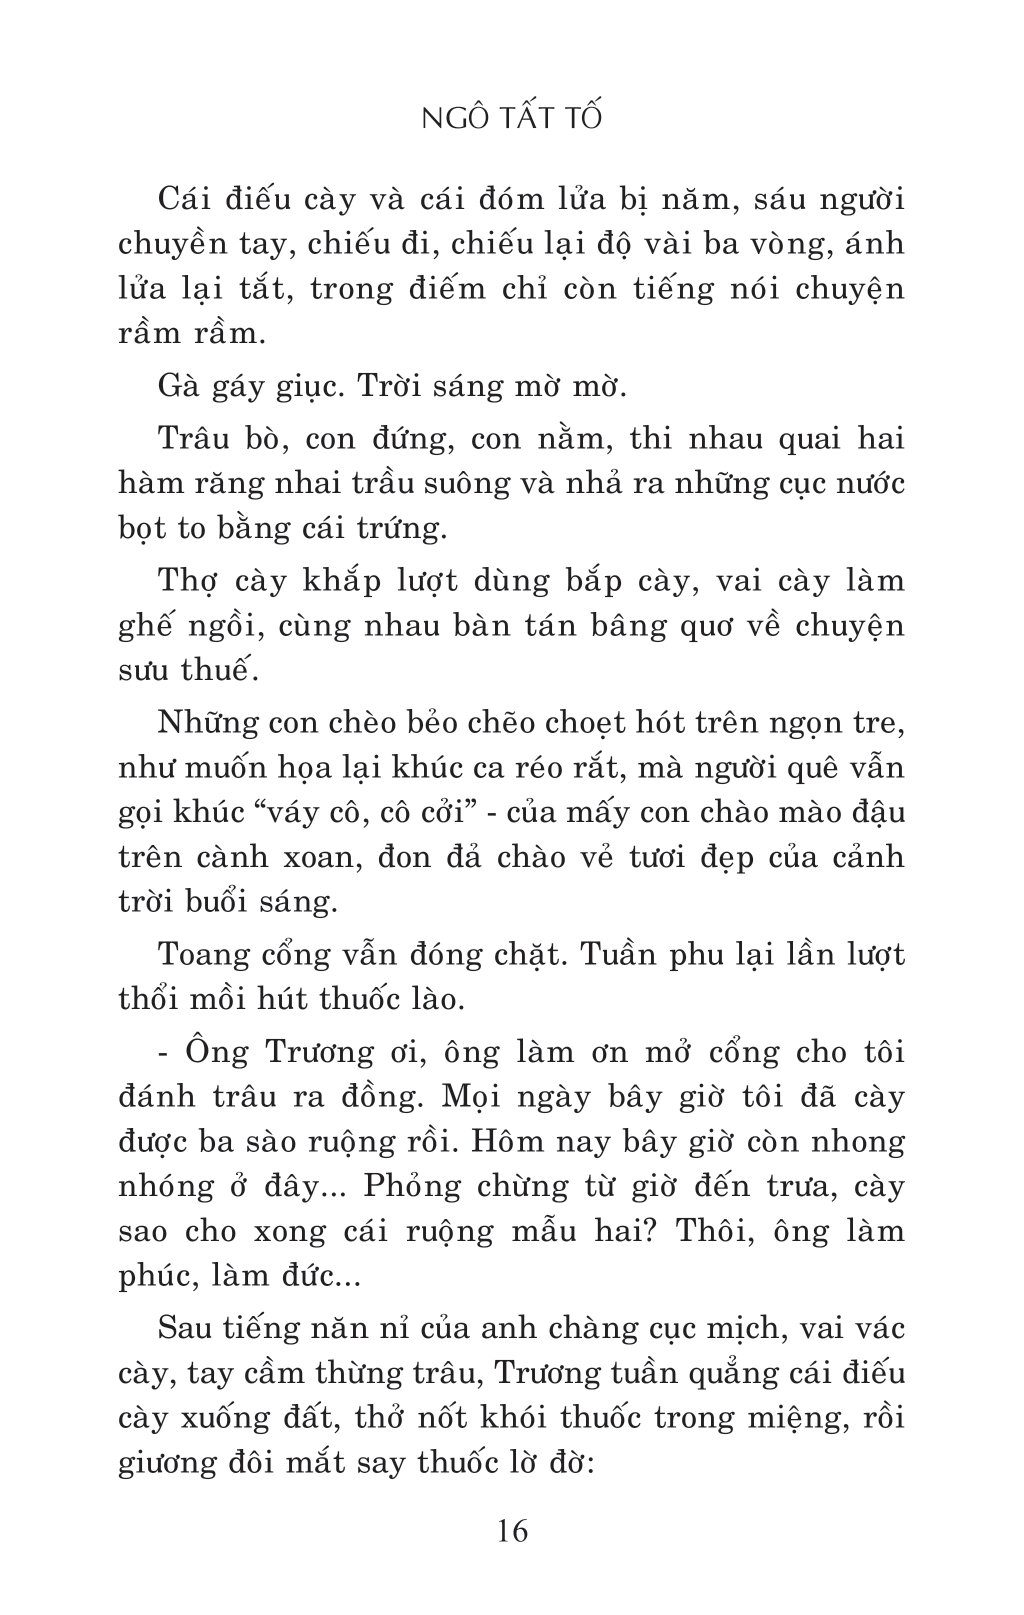 NGÔ TẤT TỐ
Cái điếu cày và cái đóm lửa bị năm, sáu người
chuyền tay, chiếu đi, chiếu lại độ vài ba vòng, ánh
lửa lại tắt, trong điếm chỉ còn tiếng nói chuyện
rầm rầm.
Gà gáy giục. Trời sáng mờ mờ.
Trâu bò, con đứng, con nằm, thi nhau quai hai
hàm răng nhai trầu suông và nhả ra những cục nước
bọt to bằng cái trứng.
Thợ cày khắp lượt dùng bắp cày, vai cày làm
ghế ngồi, cùng nhau bàn tán bâng quơ về chuyện
sưu thuế.
Những con chèo bẻo chẽo choẹt hót trên ngọn tre,
như muốn họa lại khúc ca réo rắt, mà người quê vẫn
gọi khúc “váy cô, cô cởi” - của mấy con chào mào đậu
trên cành xoan, đon đả chào vẻ tươi đẹp của cảnh
trời buổi sáng.
Toang cổng vẫn đóng chặt. Tuần phu lại lần lượt
thổi mồi hút thuốc lào.
- Ông Trương ơi, ông làm ơn mở cổng cho tôi
đánh trâu ra đồng. Mọi ngày bây giờ tôi đã cày
được ba sào ruộng rồi. Hôm nay bây giờ còn nhong
nhóng ở đây... Phỏng chừng từ giờ đến trưa, cày
sao cho xong cái ruộng mẫu hai? Thôi, ông làm
phúc, làm đức...
Sau tiếng năn nỉ của anh chàng cục mịch, vai vác
cày, tay cầm thừng trâu, Trương tuần quẳng cái điếu
cày xuống đất, thở nốt khói thuốc trong miệng, rồi
giương đôi mắt say thuốc lờ đờ:
16